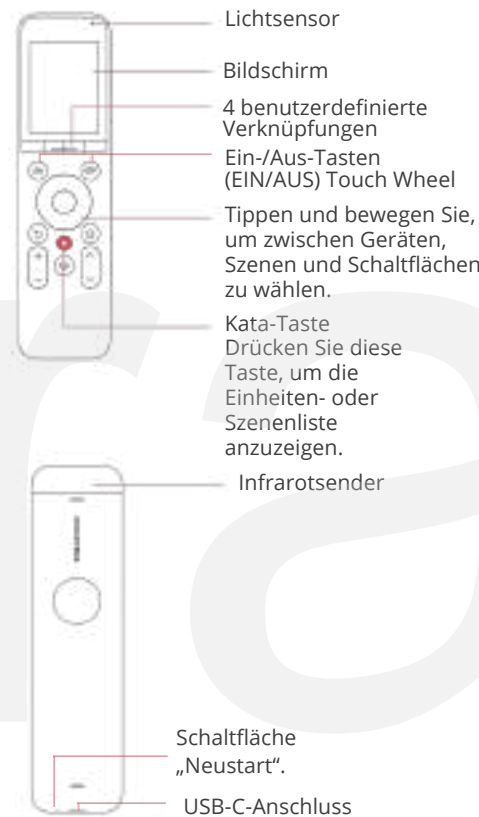 Lichtsensor
Bildschirm
4 benutzerdefinierte
Verknüpfungen
Ein-/Aus-Tasten
(EIN/AUS) Touch Wheel
Tippen und bewegen Sie,
um zwischen Geräten,
Szenen und Schaltflächen
zu wählen.
Kata-Taste
Drücken Sie diese
Taste, um die
Einheiten- oder
Szenenliste
anzuzeigen.
Infrarotsender
Schaltfläche
„Neustart“.
USB-C-Anschluss